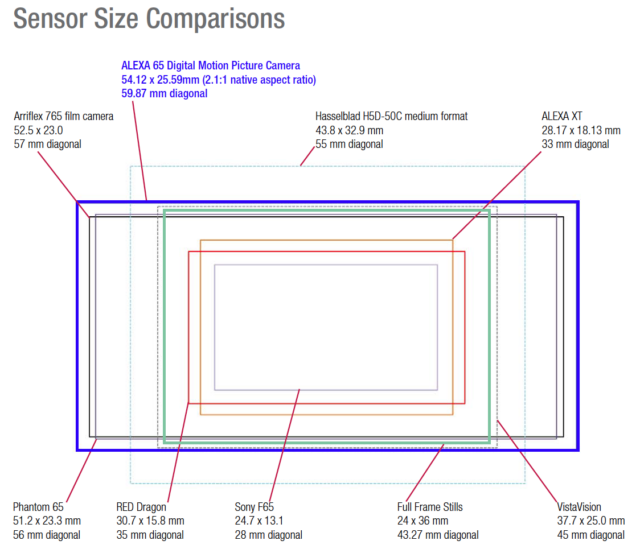 Sensor Size Comparisons
ALEXA 65 Digital Motion Picture Camera
54.12 x 25.59mm (2.1:1 native aspect ratio)
59.87 mm diagonal
Arriflex 765 film camera
52.5 x 23.0
57 mm diagonal
Hasselblad H5D-50C medium format
43.8 x 32.9 mm
55 mm diagonal
ALEXA XT
28.17 x 18.13 mm
33 mm diagonal
Phantom 65
51.2 x 23.3 mm
56 mm diagonal
RED Dragon
30.7 x 15.8 mm
35 mm diagonal
Sony F65
24.7 x 13.1
28 mm diagonal
Full Frame Stills
24 x 36 mm
43.27 mm diagonal
VistaVision
37.7 x 25.0 mm
45 mm diagonal